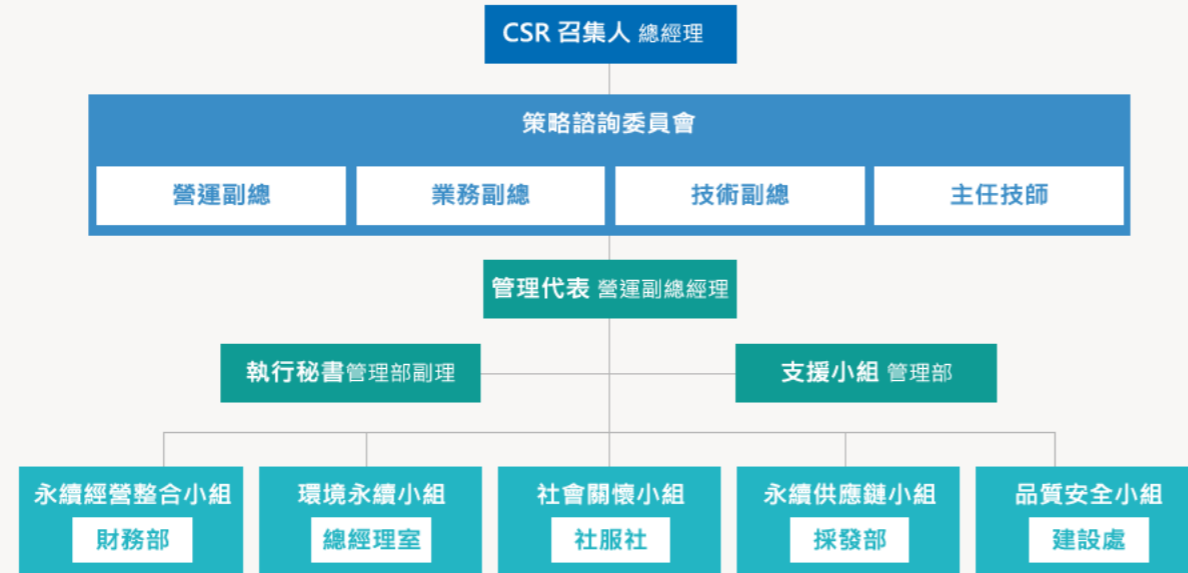 CSR 召集人 總經理
策略諮詢委員會
營運副總 業務副總 技術副總 主任技師
管理代表 營運副總經理
執行秘書管理部副理 支援小組 管理部
永續經營整合小組 環境永續小組 社會關懷小組 永續供應鏈小組 品質安全小組
財務部 總經理室 社服社 採發部 建設處